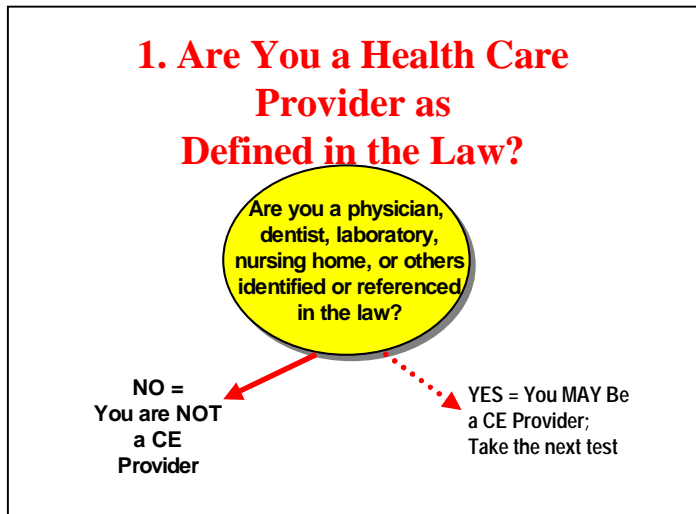 1. Are You a Health Care
Provider as
Defined in the Law?
Are you a physician,
dentist, laboratory,
nursing home, or others
identified or referenced
in the law?
NO =
You are NOT
a CE
Provider
YES = You MAY Be
a CE Provider;
Take the next test